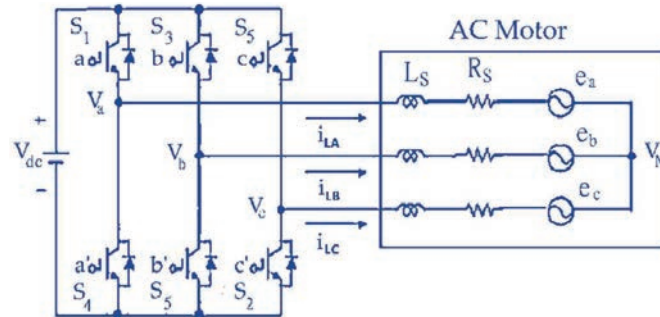 S1 S3 S5
AC Motor
a b c
LS RS ea
Va
+
Vdc
-
iLA
Vb
eb
VN
iLB
Vc
ec
iLC
a' b' c'
S4 S5 S2